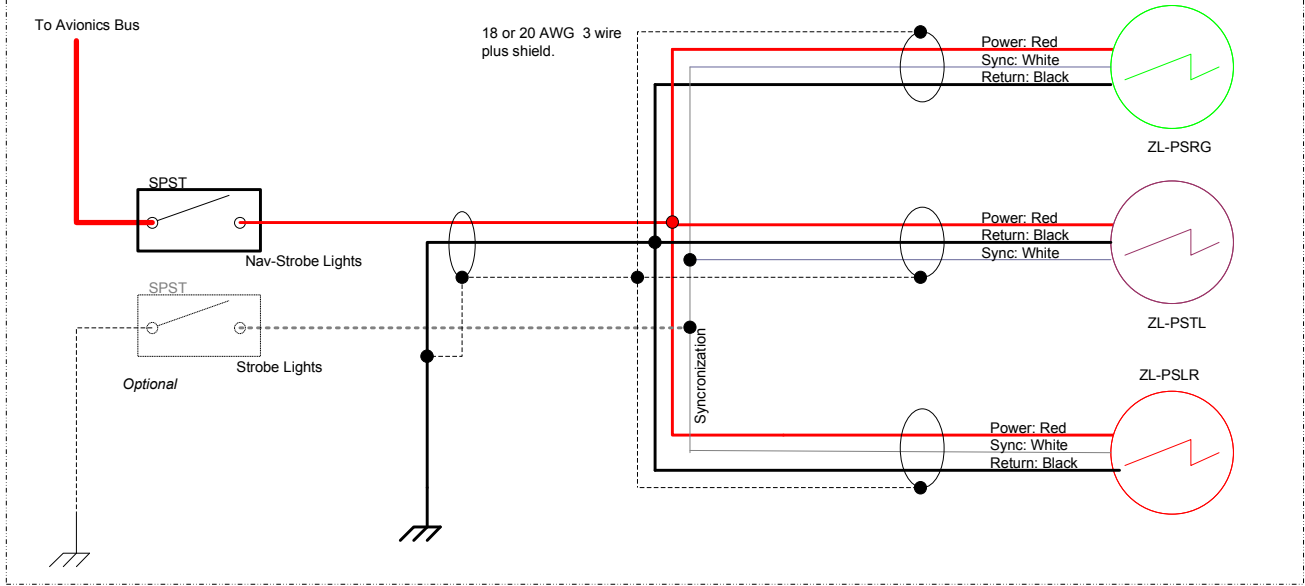 To Avionics Bus
18 or 20 AWG 3 wire
plus shield.
Power: Red
Sync: White
Return: Black
ZL-PSRG
SPST
Nav-Strobe Lights
Power: Red
Return: Black
Sync: White
ZL-PSTL
SPST
Strobe Lights
Optional
Syncronization
ZL-PSLR
Power: Red
Sync: White
Return: Black